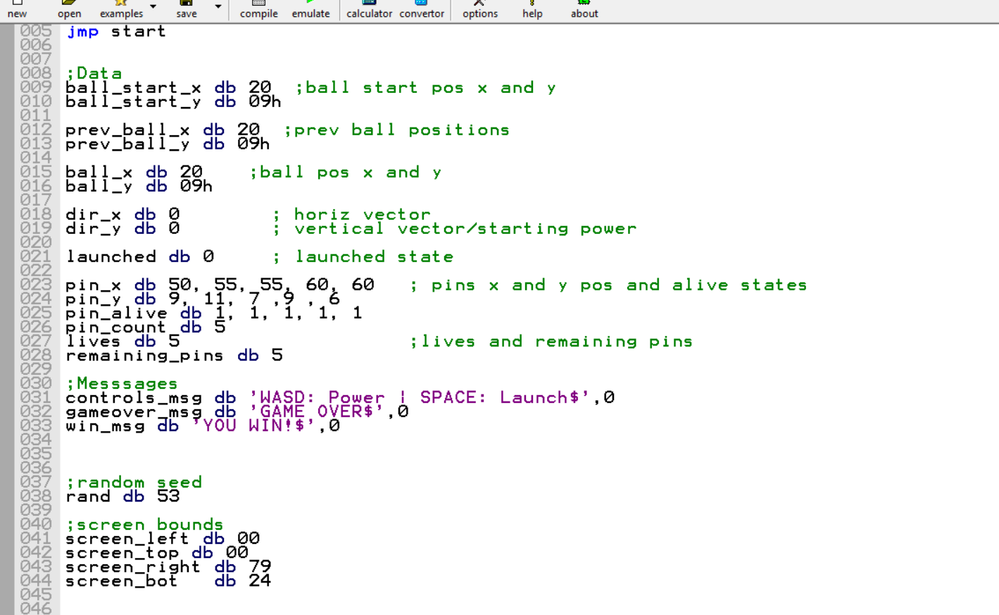 new open examples save compile emulate calculator convertor options help about
005 jmp start
006
007
008 ;Data
009 ball_start_x db 20  ;ball start pos x and y
010 ball_start_y db 09h
011
012 prev_ball_x db 20  ;prev ball positions
013 prev_ball_y db 09h
014
015 ball_x db 20    ;ball pos x and y
016 ball_y db 09h
017
018 dir_x db 0        ; horiz vector
019 dir_y db 0        ; vertical vector/starting power
020
021 launched db 0     ; launched state
022
023 pin_x db 50, 55, 55, 60, 60   ; pins x and y pos and alive states
024 pin_y db 9, 11, 7 ,9 , 6
025 pin_alive db 1, 1, 1, 1, 1
026 pin_count db 5
027 lives db 5                    ;lives and remaining pins
028 remaining_pins db 5
029
030 ;Messsages
031 controls_msg db 'WASD: Power | SPACE: Launch$',0
032 gameover_msg db 'GAME OVER$',0
033 win_msg db 'YOU WIN!$',0
034
035
036
037 ;random seed
038 rand db 53
039
040 ;screen bounds
041 screen_left db 00
042 screen_top db 00
043 screen_right db 79
044 screen_bot   db 24
045
046